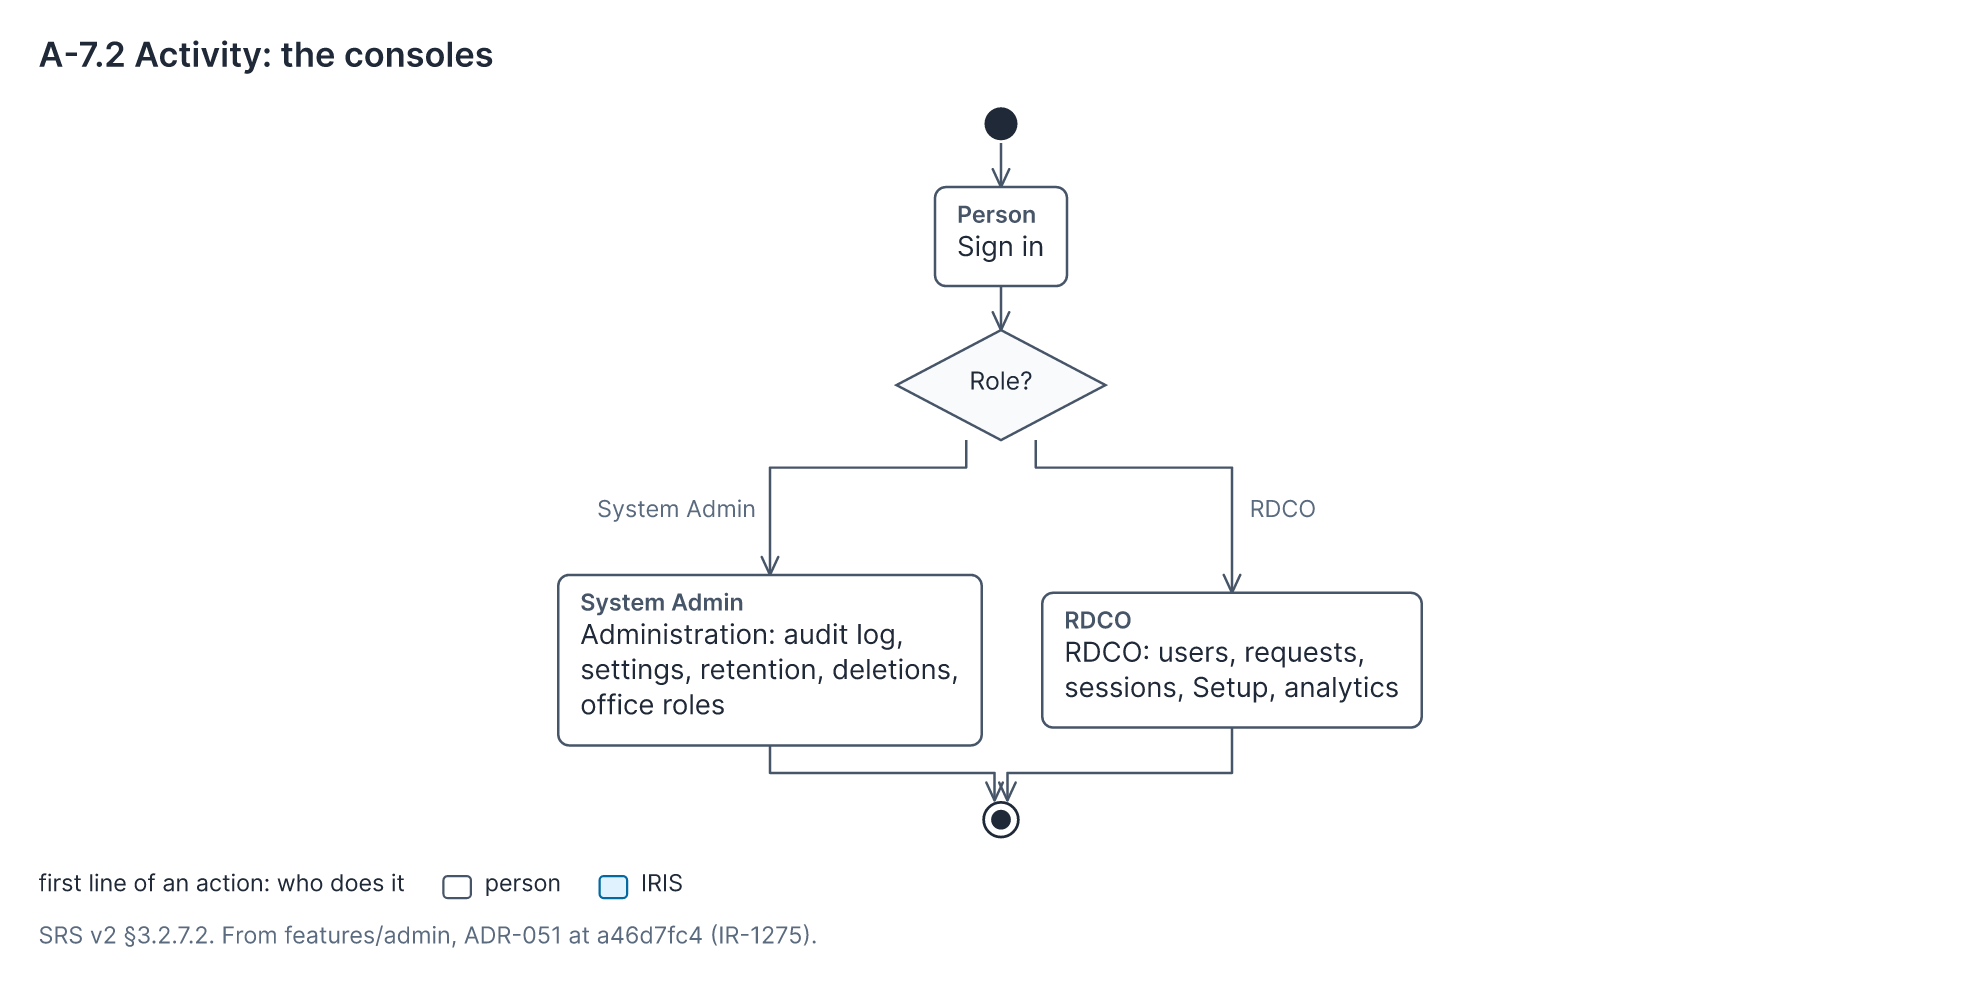 A-7.2 Activity: the consoles
Person
Sign in
Role?
System Admin
RDCO
System Admin
Administration: audit log,
settings, retention, deletions,
office roles
RDCO
RDCO: users, requests,
sessions, Setup, analytics
first line of an action: who does it
person
IRIS
SRS v2 §3.2.7.2. From features/admin, ADR-051 at a46d7fc4 (IR-1275).